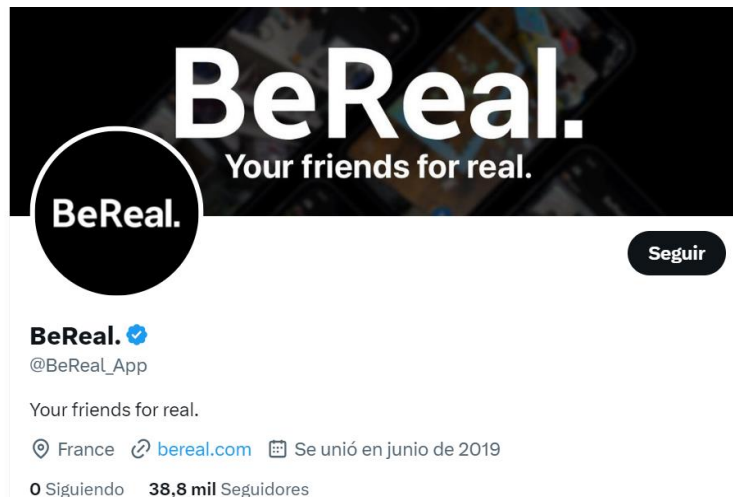 BeReal.
Your friends for real.
BeReal.
Seguir
BeReal.
@BeReal_App
Your friends for real.
France bereal.com Se unió en junio de 2019
0 Siguiendo 38,8 mil Seguidores